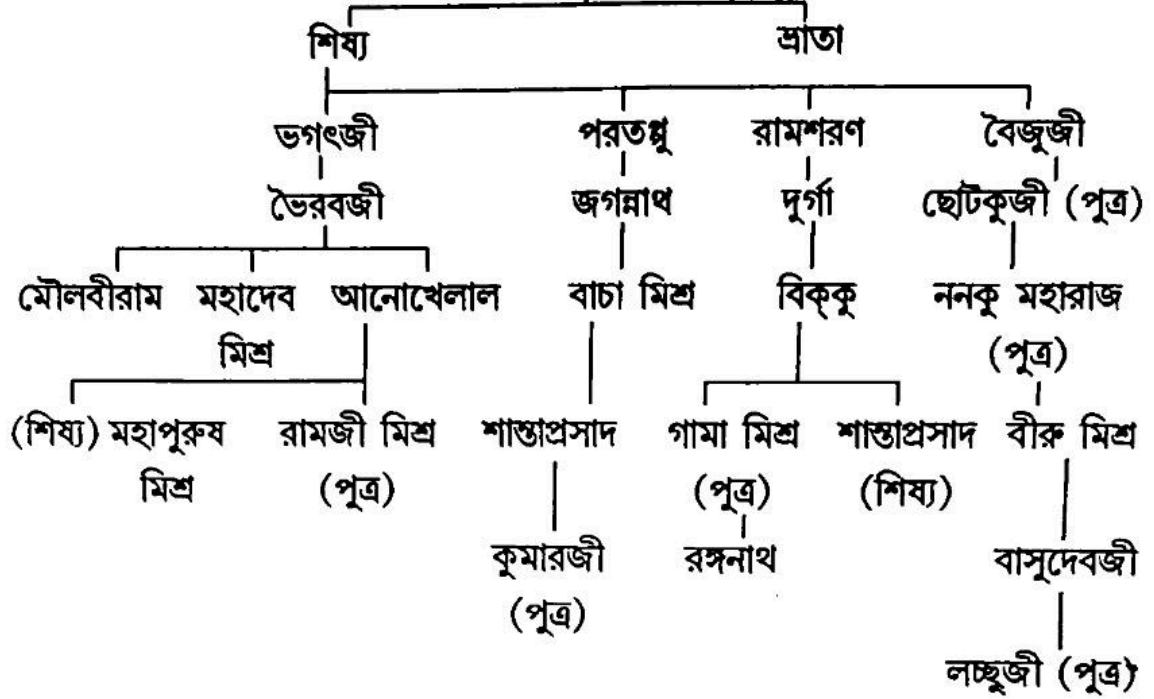 শিষ্য ভ্রাতা
ভগৎজী পরতপ্পু রামশরণ বৈজুজী
ভৈরবজী জগন্নাথ দুর্গা ছোটকুজী (পুত্র)
মৌলবীরাম মহাদেব আনোখেলাল বাচা মিশ্র বিক্কু ননকু মহারাজ
মিশ্র (পুত্র)
(শিষ্য) মহাপুরুষ রামজী মিশ্র শান্তাপ্রসাদ গামা মিশ্র শান্তাপ্রসাদ বীরু মিশ্র
মিশ্র (পুত্র) (পুত্র) (শিষ্য)
কুমারজী রঙ্গনাথ বাসুদেবজী
(পুত্র)
লচ্ছুজী (পুত্র)